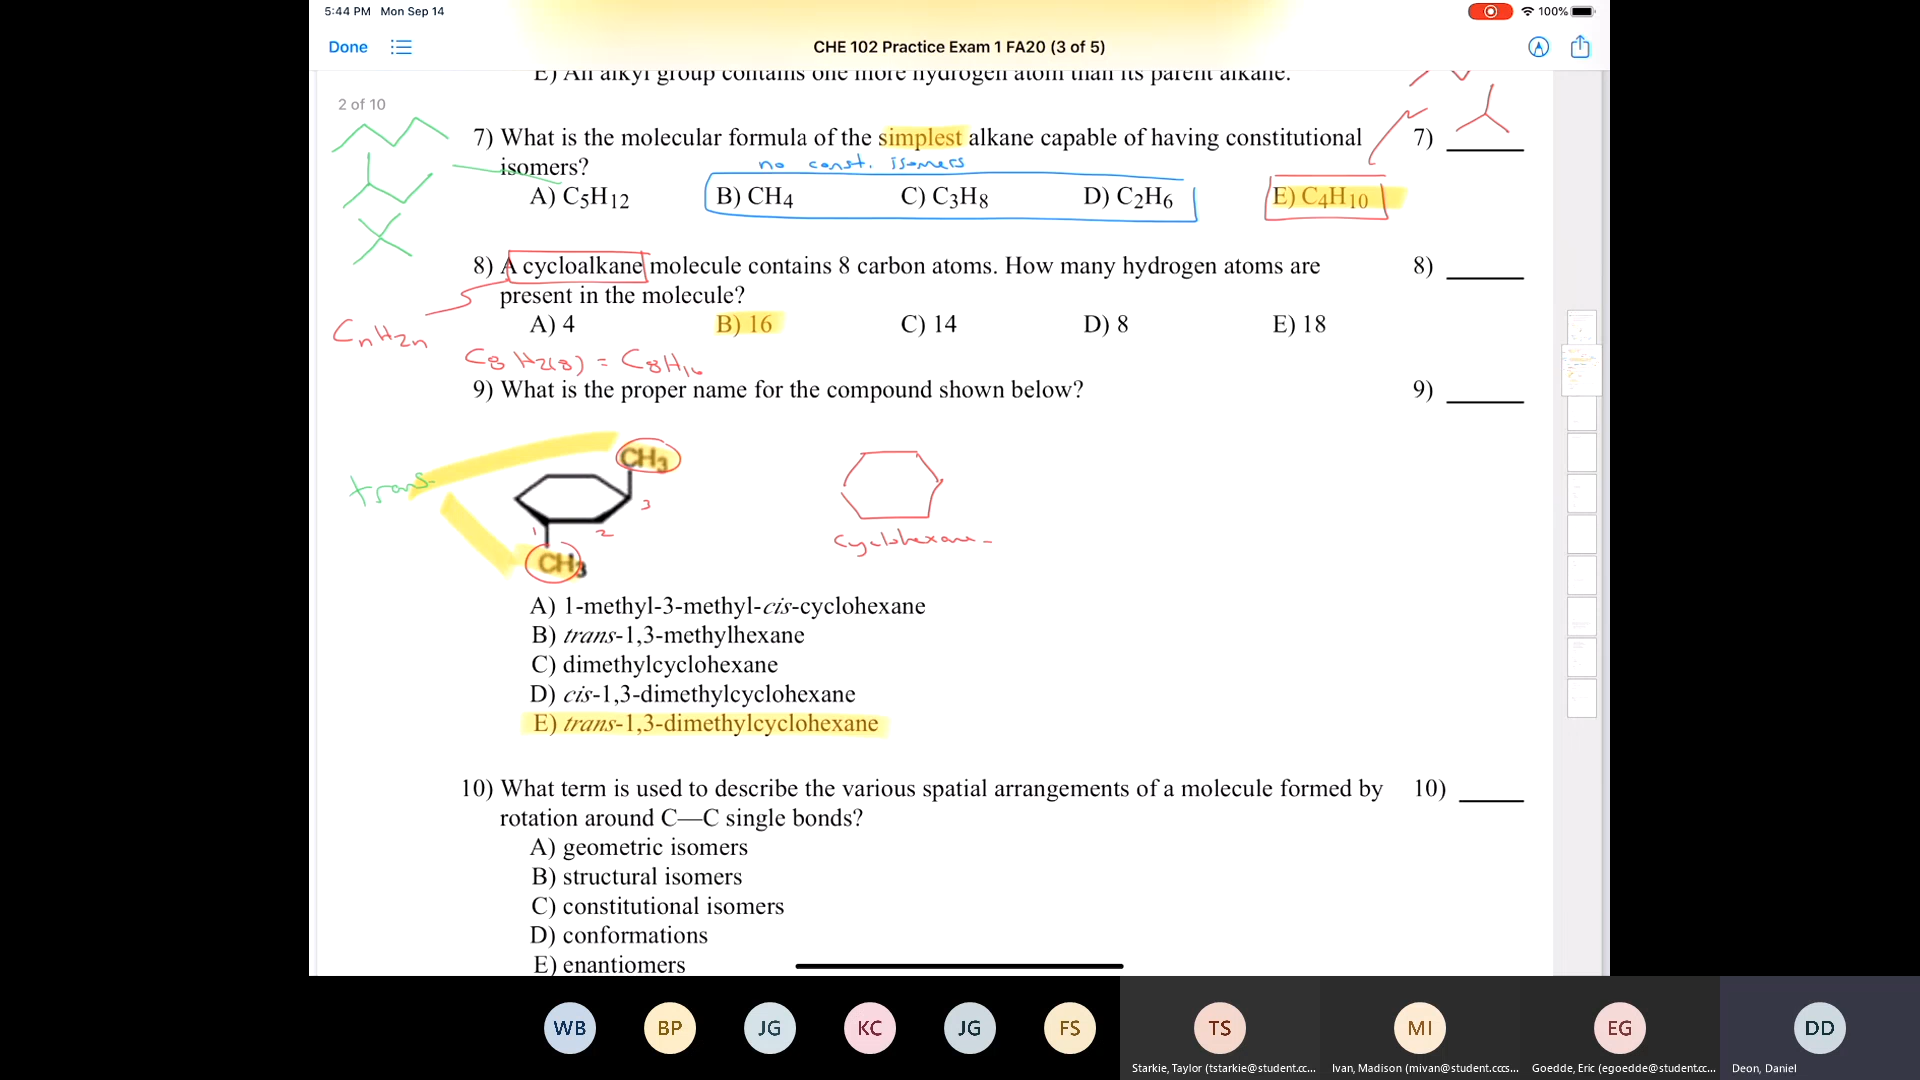 5:44 PM Mon Sep 14
100%
Done
CHE 102 Practice Exam 1 FA20 (3 of 5)
E) An alkyl group contains one more hydrogen atom than its parent alkane.
2 of 10
7) What is the molecular formula of the simplest alkane capable of having constitutional 7) ______
isomers?
no const. isomers
A) C5H12 B) CH4 C) C3H8 D) C2H6 E) C4H10
8) A cycloalkane molecule contains 8 carbon atoms. How many hydrogen atoms are 8) ______
present in the molecule?
A) 4 B) 16 C) 14 D) 8 E) 18
CnH2n
C8 H2(8) = C8H16
9) What is the proper name for the compound shown below? 9) ______
CH3
trans-
3
1
2
cyclohexane-
CH3
A) 1-methyl-3-methyl-cis-cyclohexane
B) trans-1,3-methylhexane
C) dimethylcyclohexane
D) cis-1,3-dimethylcyclohexane
E) trans-1,3-dimethylcyclohexane
10) What term is used to describe the various spatial arrangements of a molecule formed by 10) _____
rotation around C—C single bonds?
A) geometric isomers
B) structural isomers
C) constitutional isomers
D) conformations
E) enantiomers
WB BP JG KC JG FS TS MI EG DD
Starkie, Taylor (tstarkie@student.cc... Ivan, Madison (mivan@student.cccs... Goedde, Eric (egoedde@student.cc... Deon, Daniel